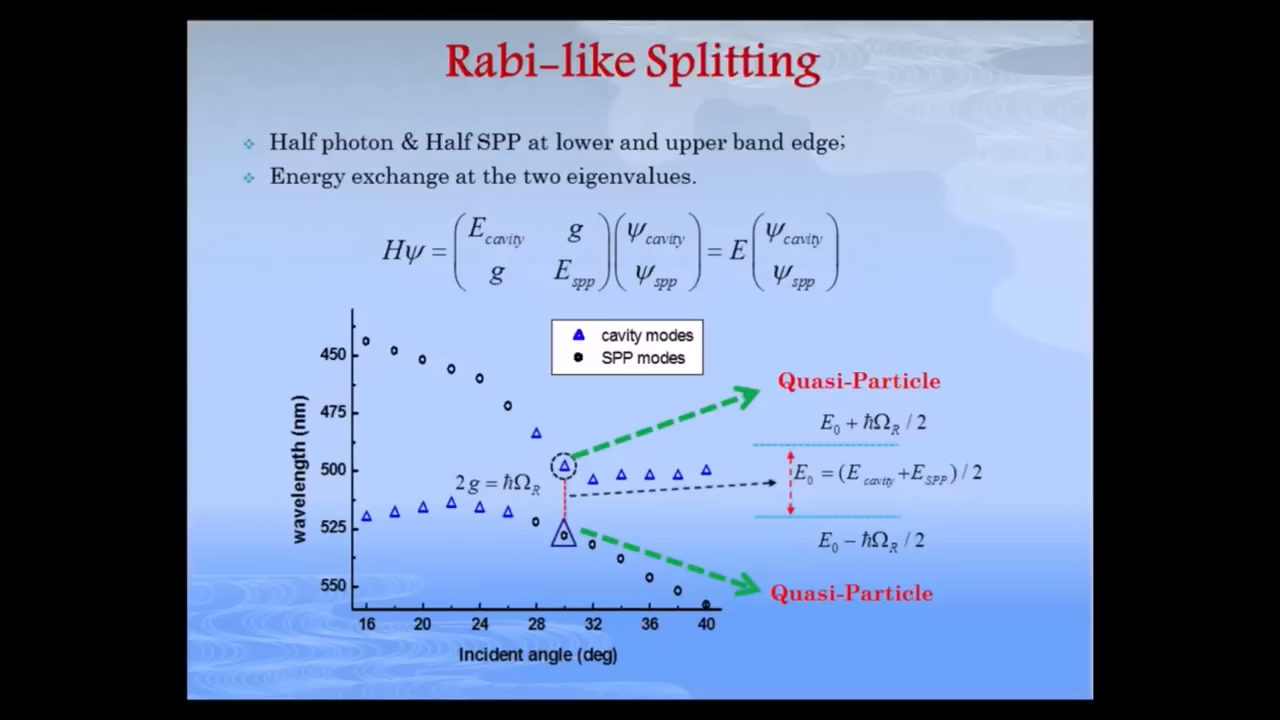 Rabi-like Splitting
❖ Half photon & Half SPP at lower and upper band edge;
❖ Energy exchange at the two eigenvalues.
Hψ = (E_cavity g g E_spp)(ψ_cavity ψ_spp) = E(ψ_cavity ψ_spp)
cavity modes
SPP modes
450
475
500
525
550
wavelength (nm)
2g = ħΩ_R
16 20 24 28 32 36 40
Incident angle (deg)
Quasi-Particle
E_0 + ħΩ_R / 2
E_0 = (E_cavity + E_SPP) / 2
E_0 − ħΩ_R / 2
Quasi-Particle